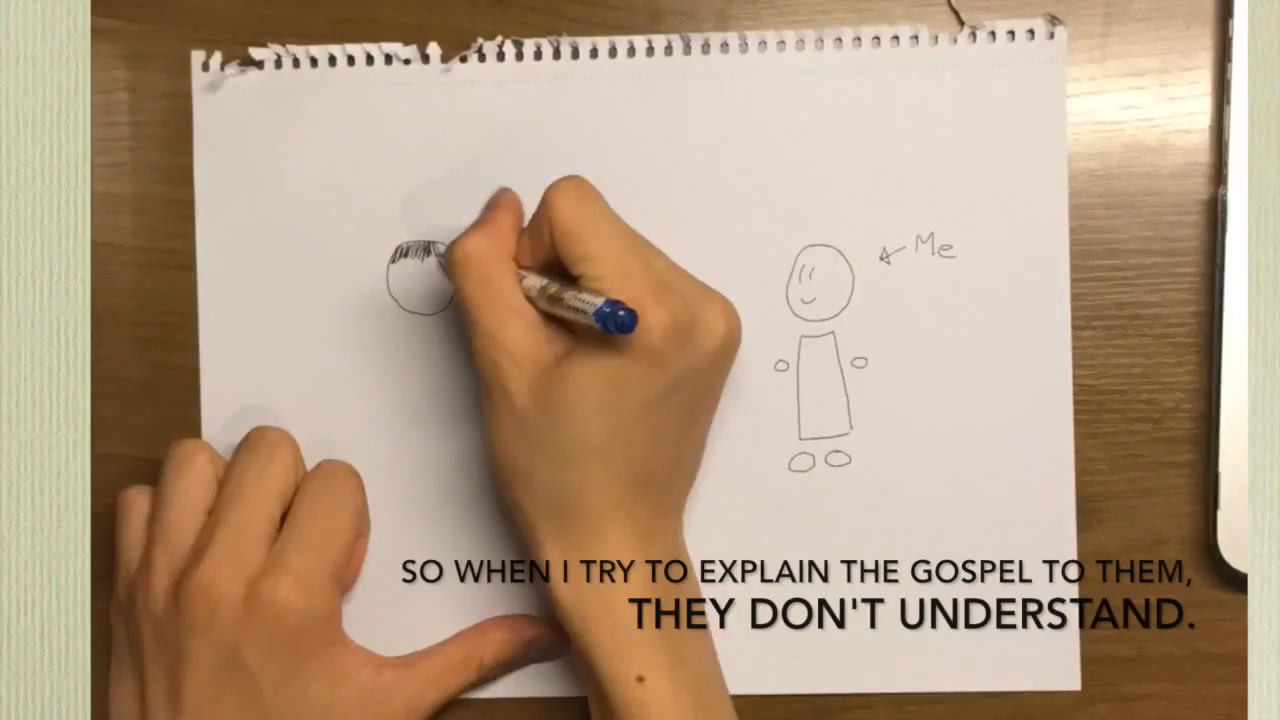 Me
SO WHEN I TRY TO EXPLAIN THE GOSPEL TO THEM,
THEY DON'T UNDERSTAND.